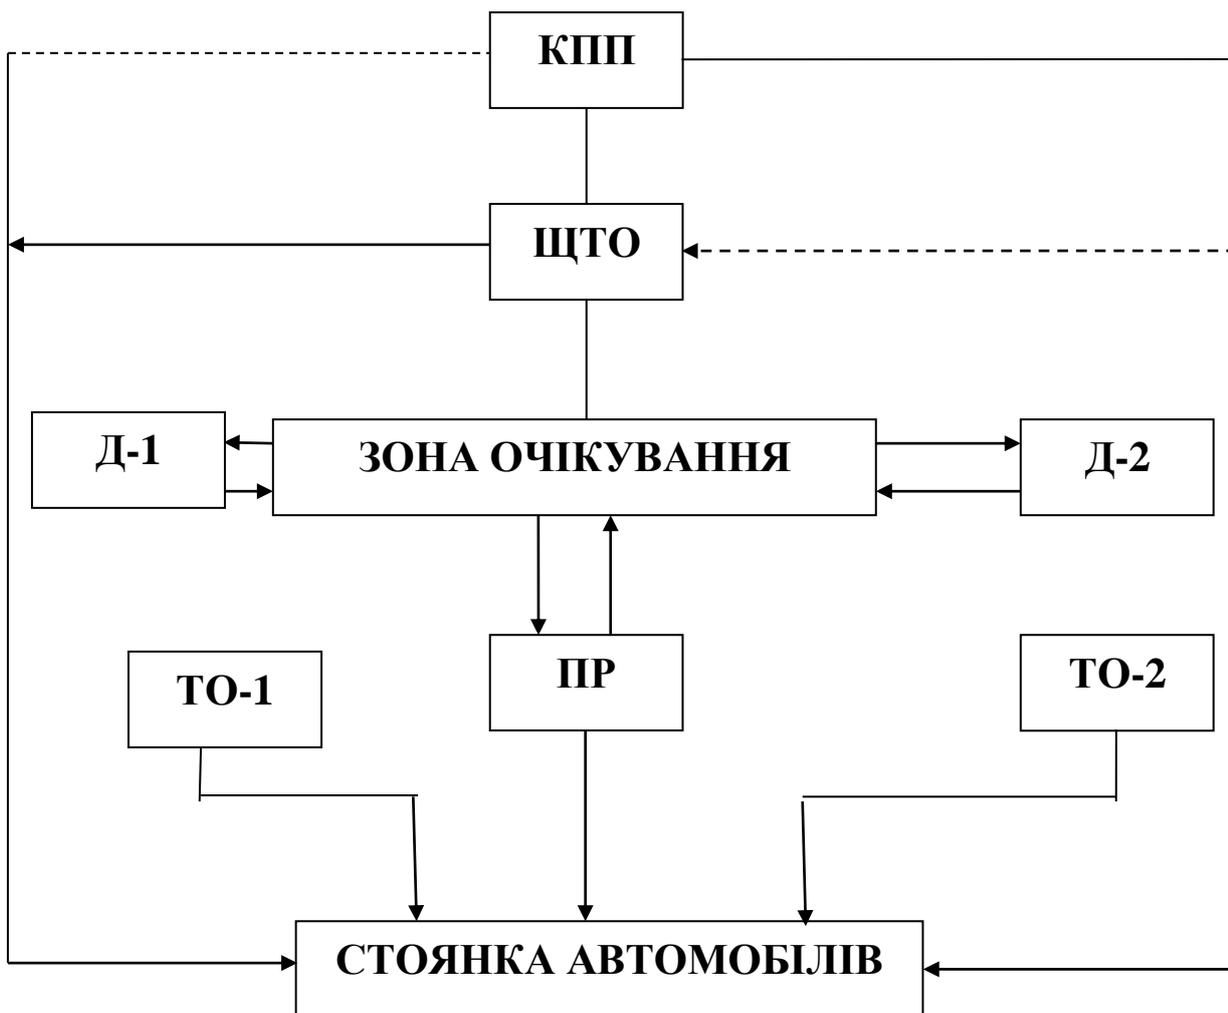 КПП
ЩТО
Д-1
ЗОНА ОЧІКУВАННЯ
Д-2
ТО-1
ПР
ТО-2
СТОЯНКА АВТОМОБІЛІВ